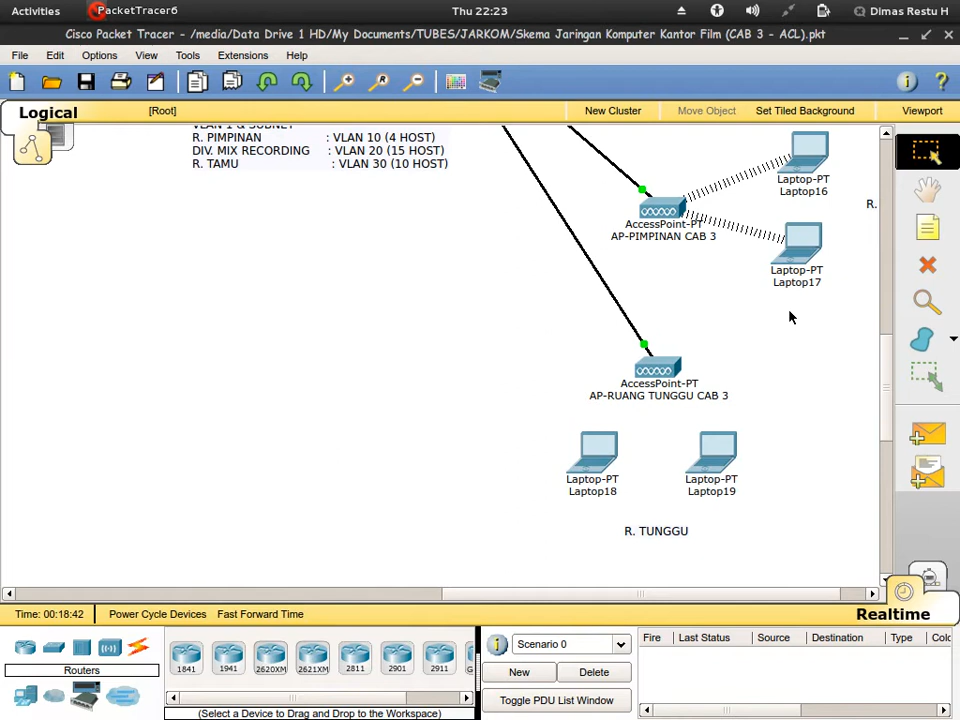 Activities PacketTracer6 Thu 22:23 Dimas Restu H
Cisco Packet Tracer - /media/Data Drive 1 HD/My Documents/TUBES/JARKOM/Skema Jaringan Komputer Kantor Film (CAB 3 - ACL).pkt
File Edit Options View Tools Extensions Help
Logical [Root] New Cluster Move Object Set Tiled Background Viewport
VLAN 1 & SUBNET
R. PIMPINAN : VLAN 10 (4 HOST)
DIV. MIX RECORDING : VLAN 20 (15 HOST)
R. TAMU : VLAN 30 (10 HOST)
Laptop-PT
Laptop16
R.
AccessPoint-PT
AP-PIMPINAN CAB 3
Laptop-PT
Laptop17
AccessPoint-PT
AP-RUANG TUNGGU CAB 3
Laptop-PT
Laptop18
Laptop-PT
Laptop19
R. TUNGGU
Time: 00:18:42 Power Cycle Devices Fast Forward Time Realtime
Routers
1841 1941 2620XM 2621XM 2811 2901 2911 G
(Select a Device to Drag and Drop to the Workspace)
Scenario 0
New Delete
Toggle PDU List Window
Fire Last Status Source Destination Type Colo